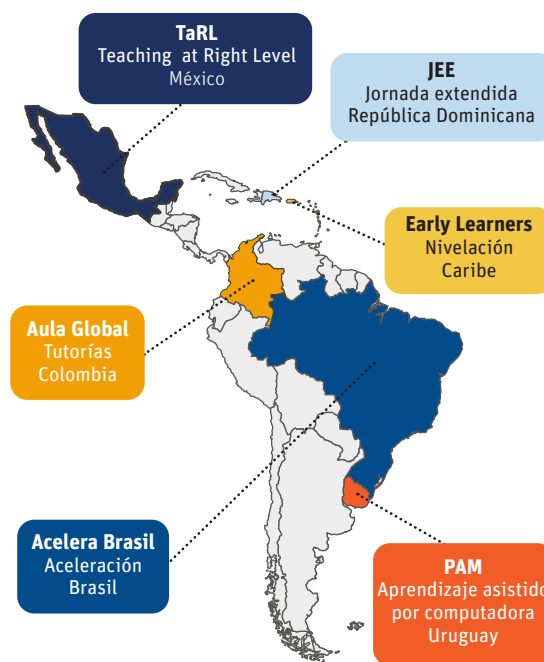 TaRL
Teaching at Right Level
México
JEE
Jornada extendida
República Dominicana
Early Learners
Nivelación
Caribe
Aula Global
Tutorías
Colombia
Acelera Brasil
Aceleración
Brasil
PAM
Aprendizaje asistido
por computadora
Uruguay